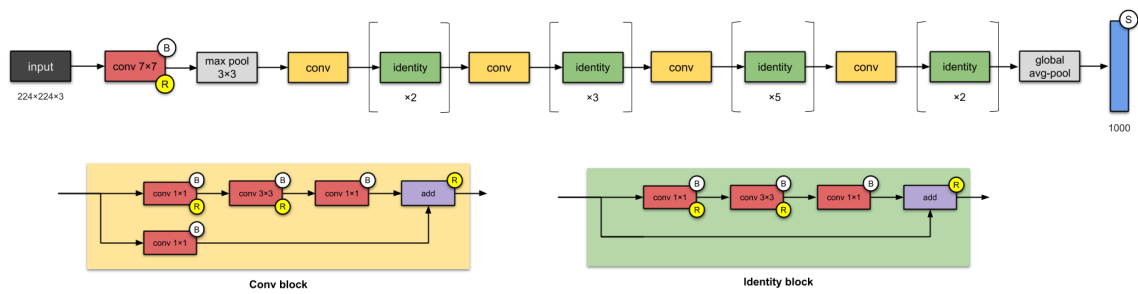 S
B
input
conv 7×7
max pool
3×3
conv
identity
conv
identity
conv
identity
conv
identity
global
avg-pool
R
224×224×3
×2
×3
×5
×2
1000
B
B
B
R
conv 1×1
conv 3×3
conv 1×1
add
R
R
B
conv 1×1
Conv block
B
B
B
R
conv 1×1
conv 3×3
conv 1×1
add
R
R
Identity block